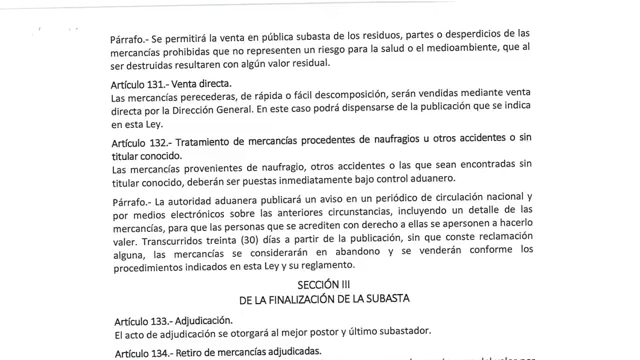 Párrafo.- Se permitirá la venta en pública subasta de los residuos, partes o desperdicios de las
mercancías prohibidas que no representen un riesgo para la salud o el medioambiente, que al
ser destruidas resultaren con algún valor residual.
Artículo 131.- Venta directa.
Las mercancías perecederas, de rápida o fácil descomposición, serán vendidas mediante venta
directa por la Dirección General. En este caso podrá dispensarse de la publicación que se indica
en esta Ley.
Artículo 132.- Tratamiento de mercancías procedentes de naufragios u otros accidentes o sin
titular conocido.
Las mercancías provenientes de naufragio, otros accidentes o las que sean encontradas sin
titular conocido, deberán ser puestas inmediatamente bajo control aduanero.
Párrafo.- La autoridad aduanera publicará un aviso en un periódico de circulación nacional y
por medios electrónicos sobre las anteriores circunstancias, incluyendo un detalle de las
mercancías, para que las personas que se acrediten con derecho a ellas se apersonen a hacerlo
valer. Transcurridos treinta (30) días a partir de la publicación, sin que conste reclamación
alguna, las mercancías se considerarán en abandono y se venderán conforme los
procedimientos indicados en esta Ley y su reglamento.
SECCIÓN III
DE LA FINALIZACIÓN DE LA SUBASTA
Artículo 133.- Adjudicación.
El acto de adjudicación se otorgará al mejor postor y último subastador.
Artículo 134.- Retiro de mercancías adjudicadas.